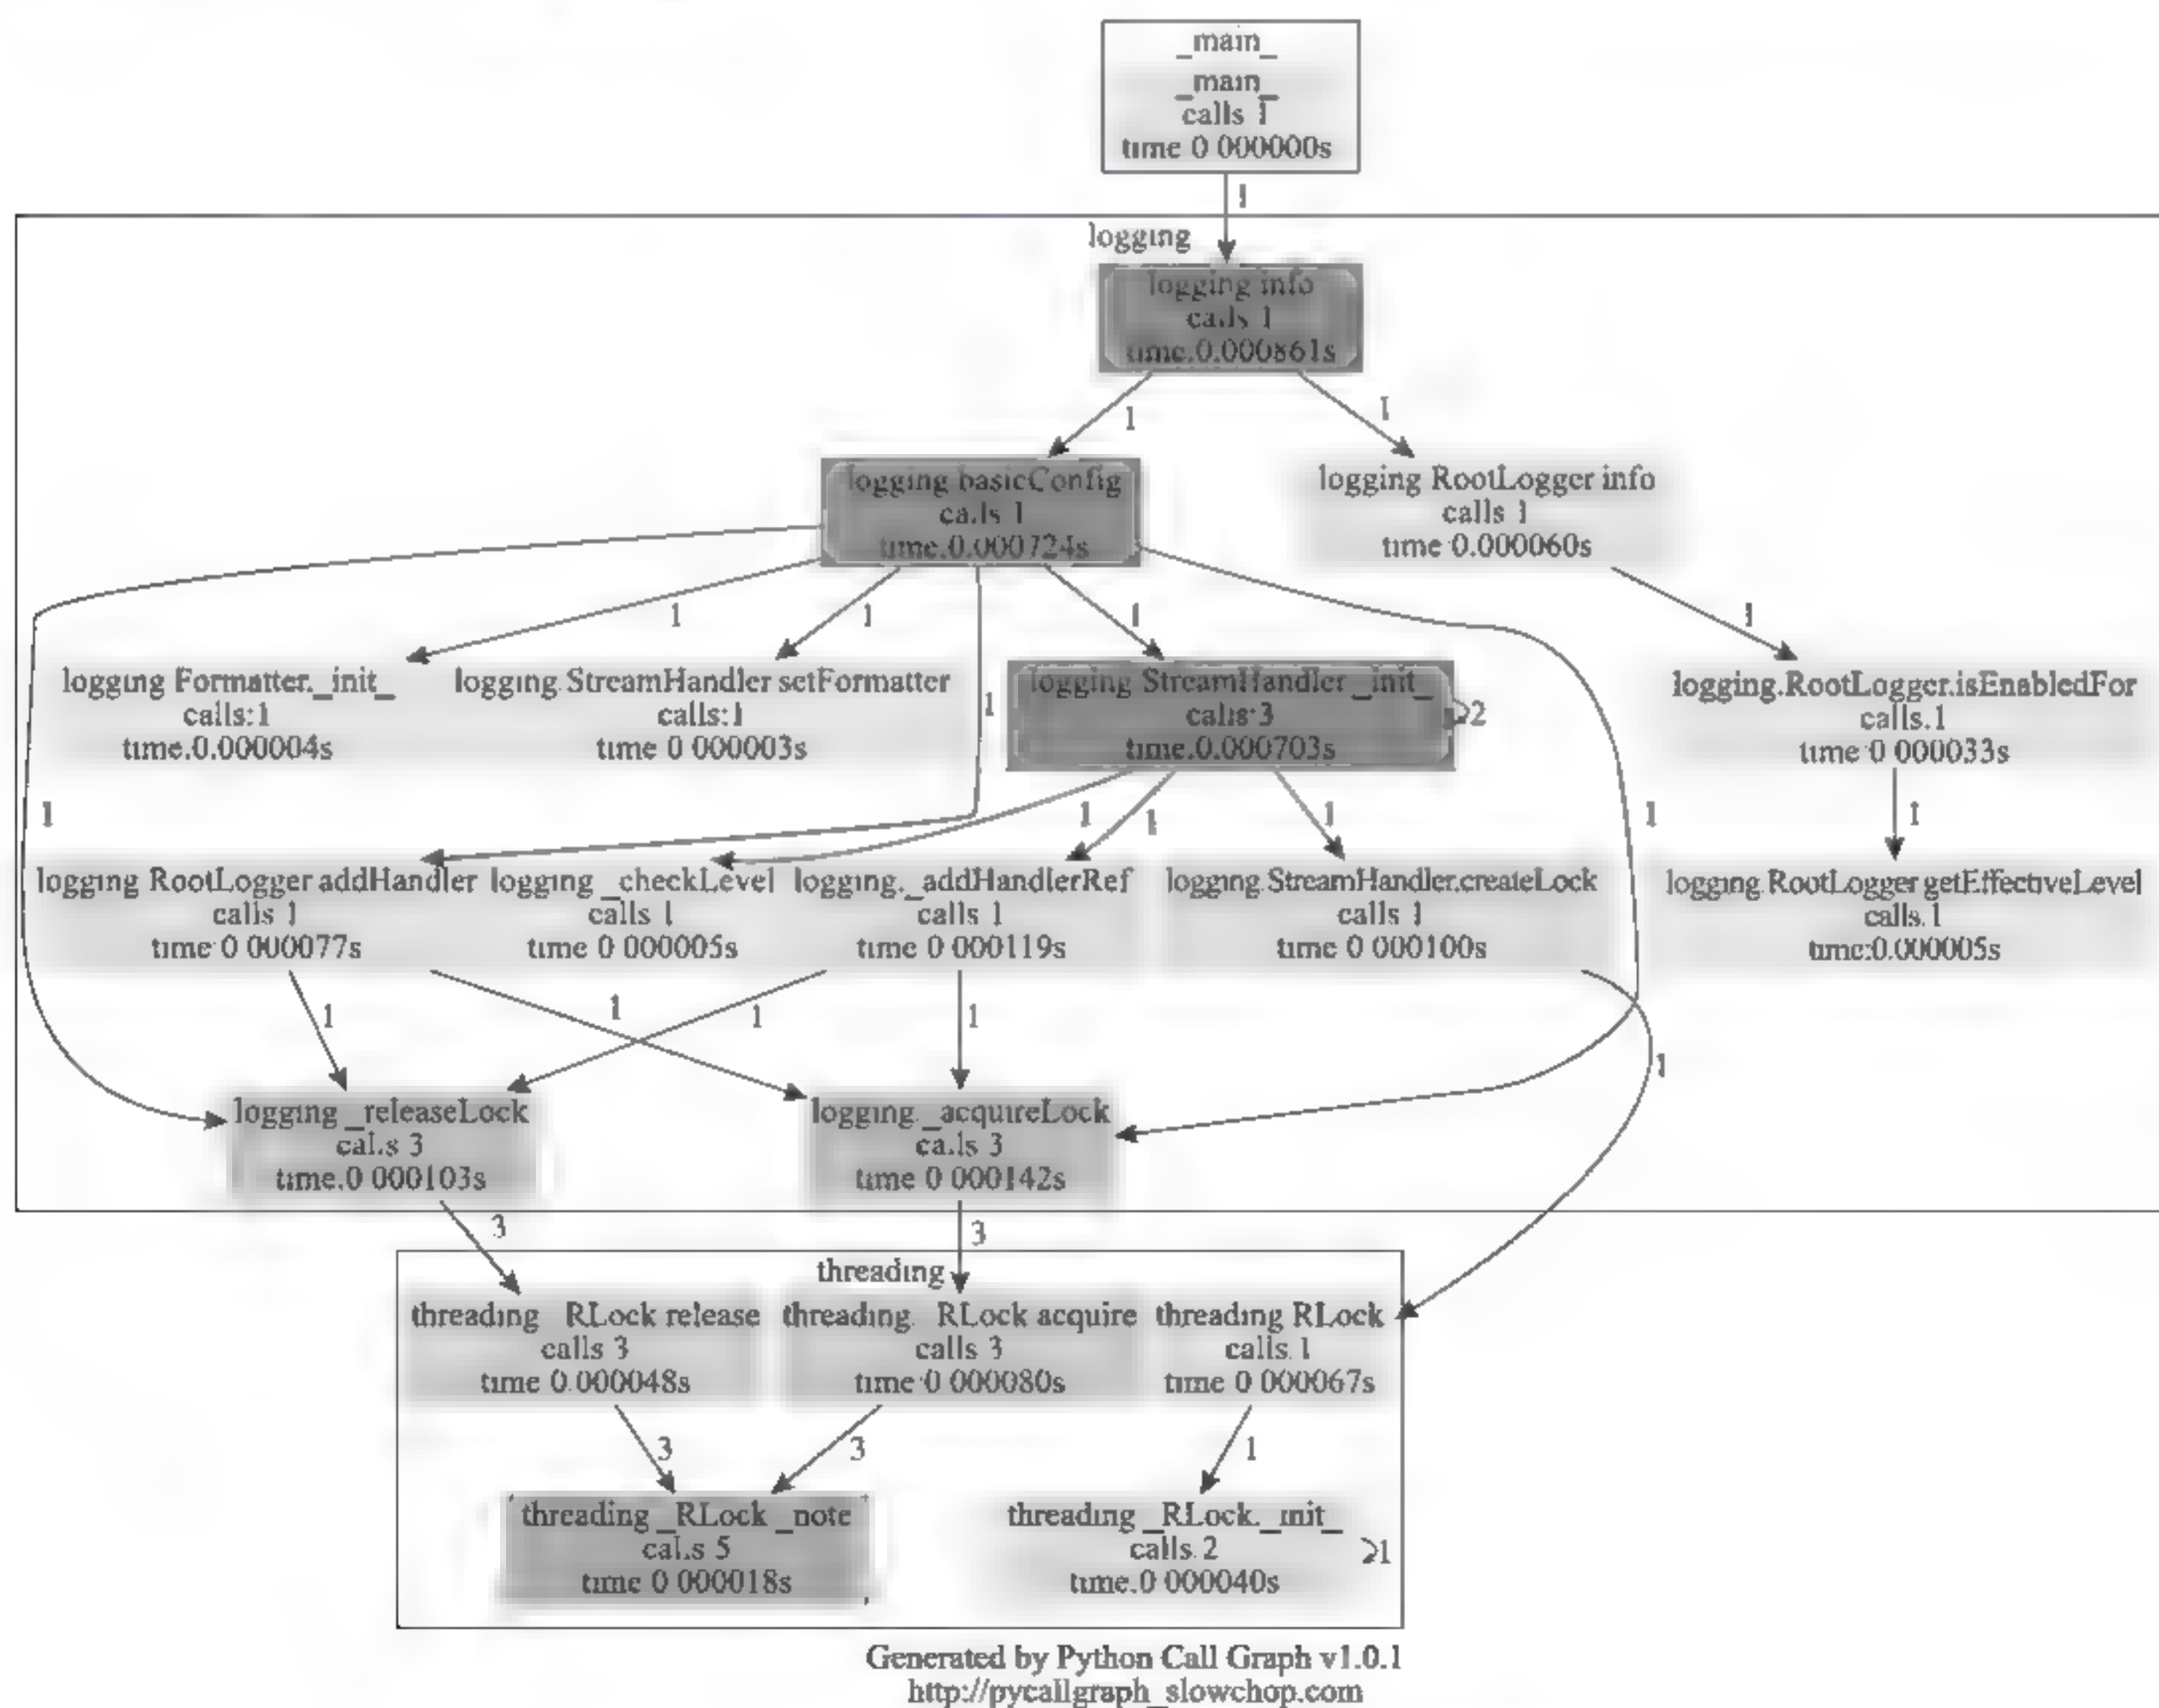 _main_
_main_
calls 1
time 0 000000s
1
logging
logging info
calls 1
time.0.000861s
1
1
logging basicConfig
calls 1
time.0.000724s
logging RootLogger info
calls 1
time 0.000060s
1
1
1
1
logging Formatter._init_
calls:1
time.0.000004s
logging.StreamHandler setFormatter
calls:1
time 0 000003s
1
logging StreamHandler _init_
calls:3
time.0.000703s
2
logging.RootLogger.isEnabledFor
calls.1
time 0 000033s
1
1
1
1
1
1
logging RootLogger addHandler
calls 1
time 0 000077s
logging _checkLevel
calls 1
time 0 000005s
logging._addHandlerRef
calls 1
time 0 000119s
logging.StreamHandler.createLock
calls 1
time 0 000100s
logging RootLogger getEffectiveLevel
calls.1
time:0.000005s
1
1
1
1
1
logging _releaseLock
calls 3
time.0 000103s
logging._acquireLock
calls 3
time 0 000142s
3
3
threading
threading RLock release
calls 3
time 0.000048s
threading. RLock acquire
calls 3
time 0 000080s
threading RLock
calls.1
time 0 000067s
3
3
1
threading _RLock _note
calls 5
time 0 000018s
threading _RLock._init_
calls.2
time.0 000040s
1
Generated by Python Call Graph v1.0.1
http://pycallgraph_slowchop.com